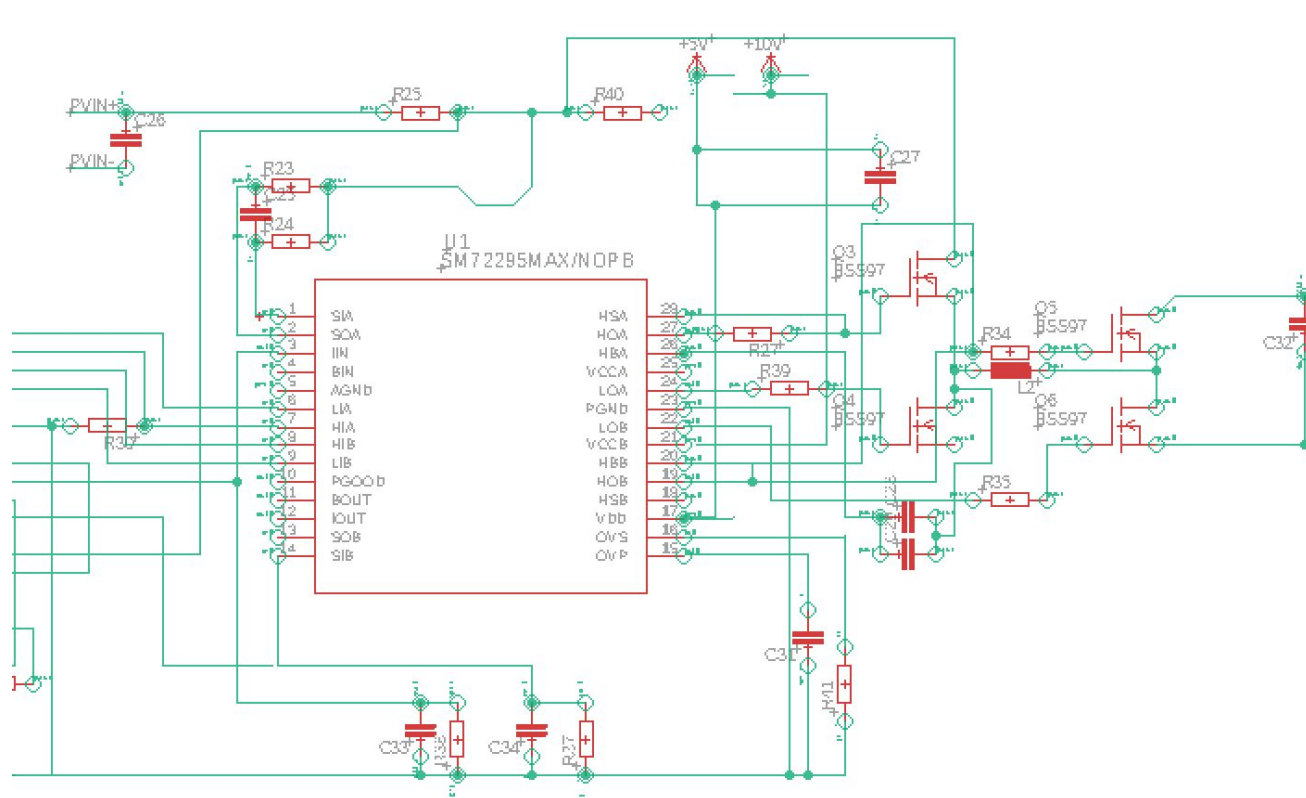 +5V
+10V
PVIN+
R25
R40
C26
PVIN-
C27
R23
C25
R24
U1
SM72295MAX/NOPB
Q3
BSS97
1 SIA
2 SOA
3 IIN
4 BIN
5 AGND
6 LIA
7 HIA
8 HIB
9 LIB
10 PGOOD
11 BOUT
12 IOUT
13 SOB
14 SIB
HSA 28
HOA 27
HBA 26
VCCA 25
LOA 24
PGND 23
LOB 22
VCCB 21
HBB 20
HOB 19
HSB 18
VDD 17
OVS 16
OVP 15
R27
R39
Q4
BSS97
R34
L2
Q5
BSS97
Q6
BSS97
C32
R35
C31
R41
C33
C34
R37